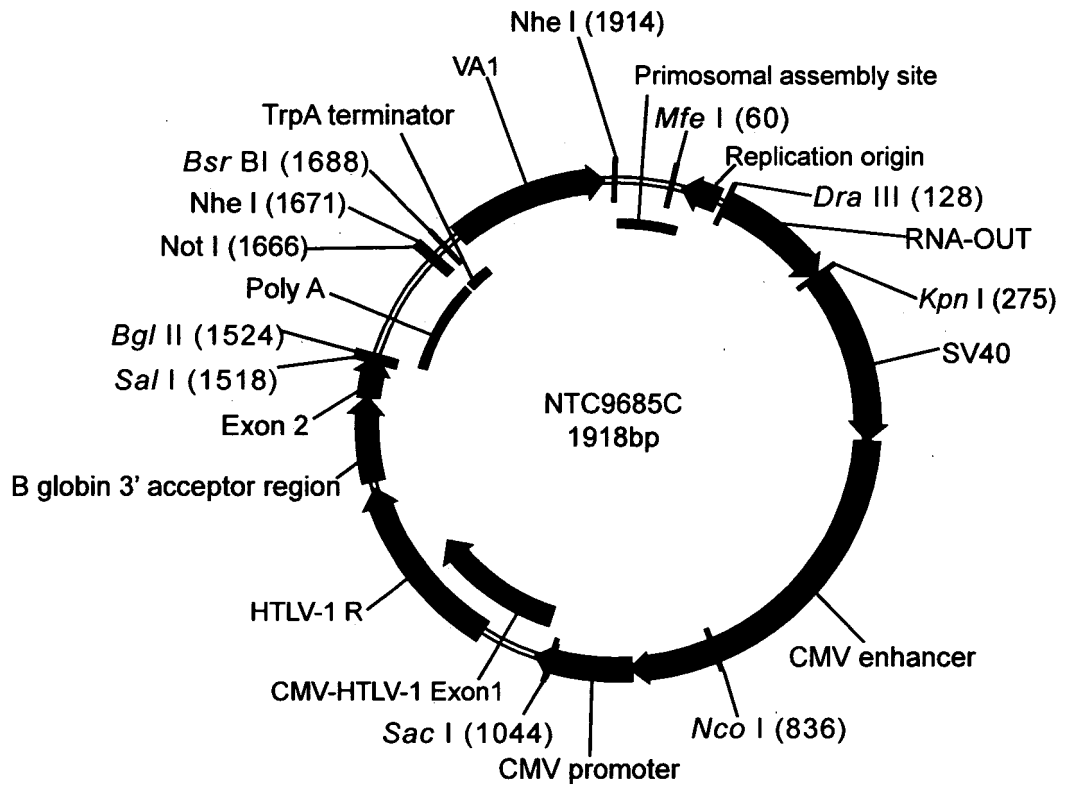 Nhe I (1914)
VA1
Primosomal assembly site
TrpA terminator
Mfe I (60)
Bsr BI (1688)
Replication origin
Nhe I (1671)
Dra III (128)
Not I (1666)
RNA-OUT
Poly A
Kpn I (275)
Bgl II (1524)
SV40
Sal I (1518)
NTC9685C
1918bp
Exon 2
B globin 3' acceptor region
HTLV-1 R
CMV enhancer
CMV-HTLV-1 Exon1
Sac I (1044)
Nco I (836)
CMV promoter